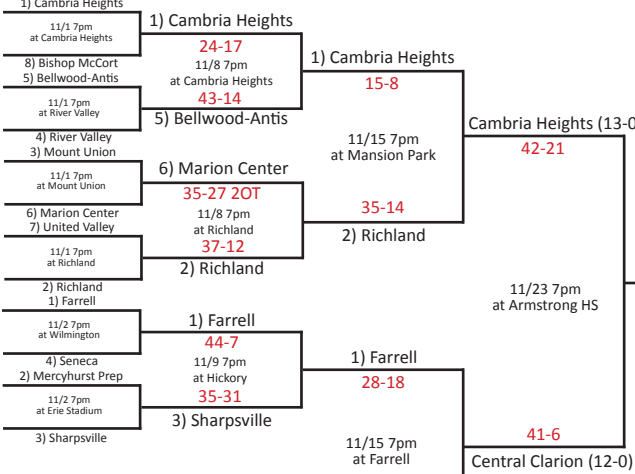 1) Cambria Heights
11/1 7pm
at Cambria Heights
8) Bishop McCort
5) Bellwood-Antis
11/1 7pm
at River Valley
4) River Valley
3) Mount Union
11/1 7pm
at Mount Union
6) Marion Center
7) United Valley
11/1 7pm
at Richland
2) Richland
1) Farrell
11/2 7pm
at Wilmington
4) Seneca
2) Mercyhurst Prep
11/2 7pm
at Erie Stadium
3) Sharpsville
1) Cambria Heights
24-17
11/8 7pm
at Cambria Heights
43-14
5) Bellwood-Antis
6) Marion Center
35-27 2OT
11/8 7pm
at Richland
37-12
2) Richland
1) Farrell
44-7
11/9 7pm
at Hickory
35-31
3) Sharpsville
1) Cambria Heights
15-8
11/15 7pm
at Mansion Park
35-14
2) Richland
1) Farrell
28-18
11/15 7pm
at Farrell
Cambria Heights (13-0
42-21
11/23 7pm
at Armstrong HS
41-6
Central Clarion (12-0)